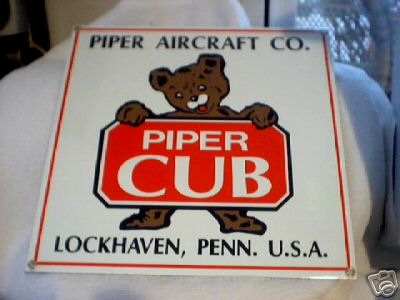 PIPER AIRCRAFT CO.
PIPER
CUB
LOCKHAVEN, PENN. U.S.A.